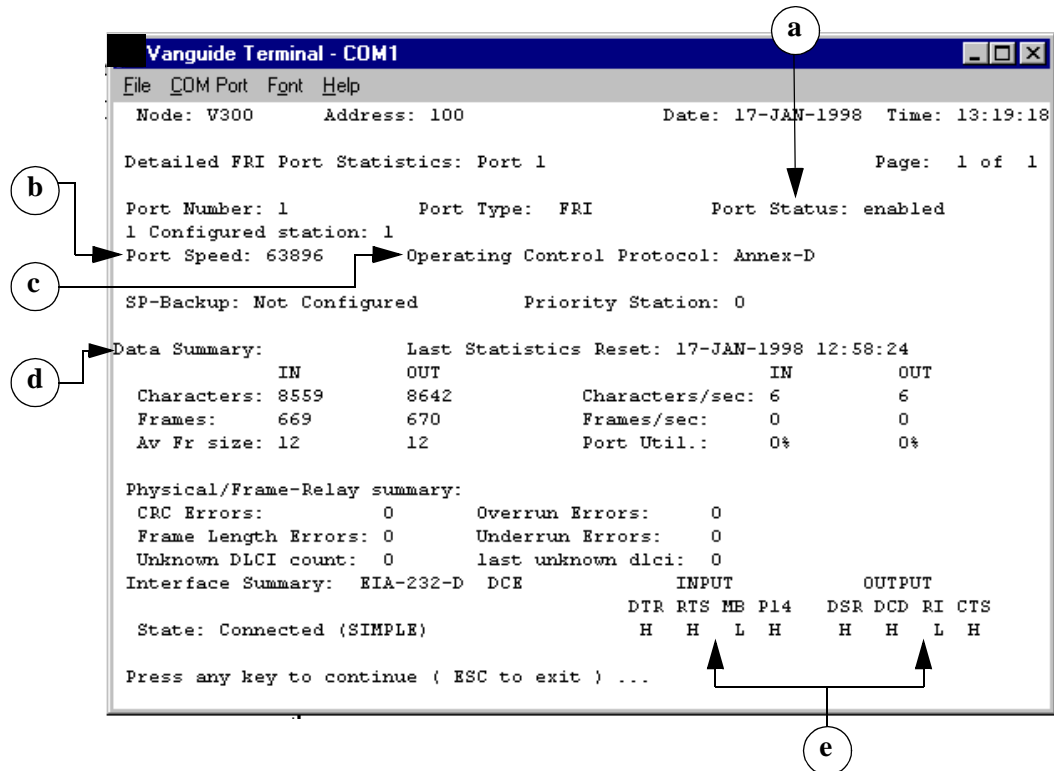 a
Vanguide Terminal - COM1
File COM Port Font Help
Node: V300 Address: 100 Date: 17-JAN-1998 Time: 13:19:18
Detailed FRI Port Statistics: Port 1 Page: 1 of 1
b
Port Number: 1 Port Type: FRI Port Status: enabled
1 Configured station: 1
Port Speed: 63896 Operating Control Protocol: Annex-D
c
SP-Backup: Not Configured Priority Station: 0
Data Summary: Last Statistics Reset: 17-JAN-1998 12:58:24
d
IN OUT IN OUT
Characters: 8559 8642 Characters/sec: 6 6
Frames: 669 670 Frames/sec: 0 0
Av Fr size: 12 12 Port Util.: 0% 0%
Physical/Frame-Relay summary:
CRC Errors: 0 Overrun Errors: 0
Frame Length Errors: 0 Underrun Errors: 0
Unknown DLCI count: 0 last unknown dlci: 0
Interface Summary: EIA-232-D DCE INPUT OUTPUT
DTR RTS MB P14 DSR DCD RI CTS
State: Connected (SIMPLE) H H L H H H L H
Press any key to continue ( ESC to exit ) ...
e